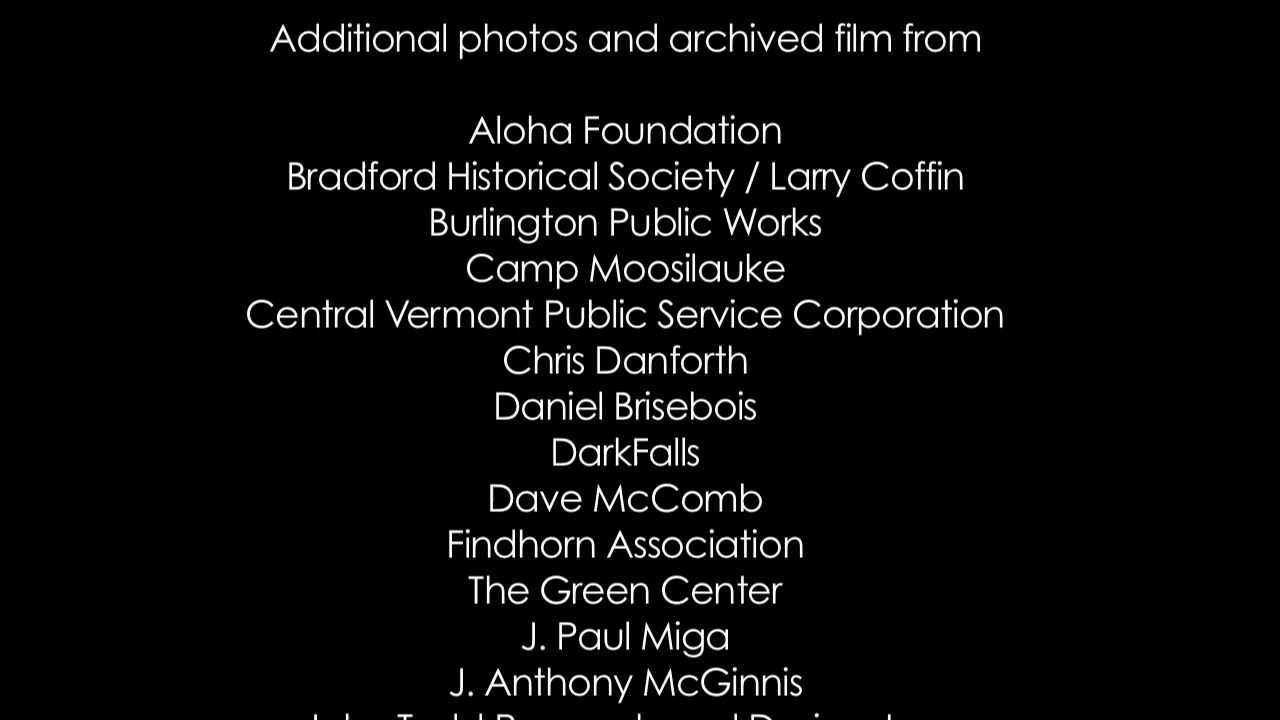 Additional photos and archived film from
Aloha Foundation
Bradford Historical Society / Larry Coffin
Burlington Public Works
Camp Moosilauke
Central Vermont Public Service Corporation
Chris Danforth
Daniel Brisebois
DarkFalls
Dave McComb
Findhorn Association
The Green Center
J. Paul Miga
J. Anthony McGinnis